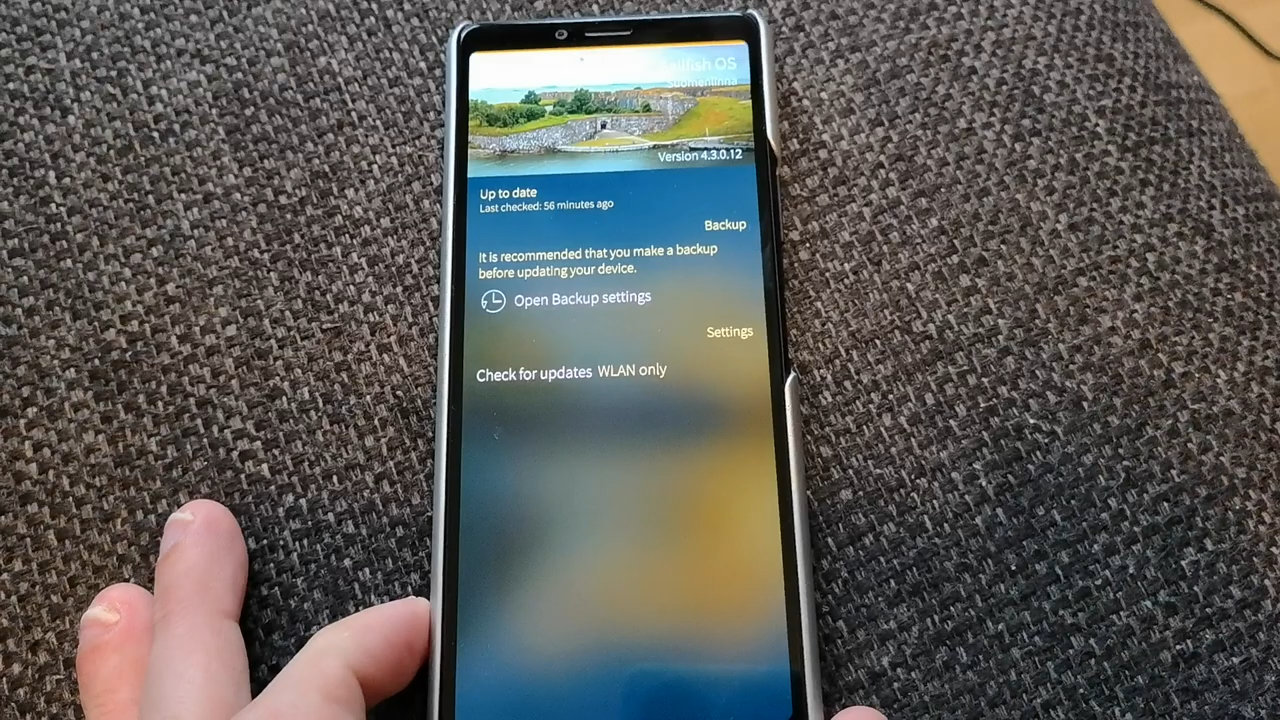 Sailfish OS
Suomenlinna
Version 4.3.0.12
Up to date
Last checked: 56 minutes ago
Backup
It is recommended that you make a backup
before updating your device.
Open Backup settings
Settings
Check for updates WLAN only